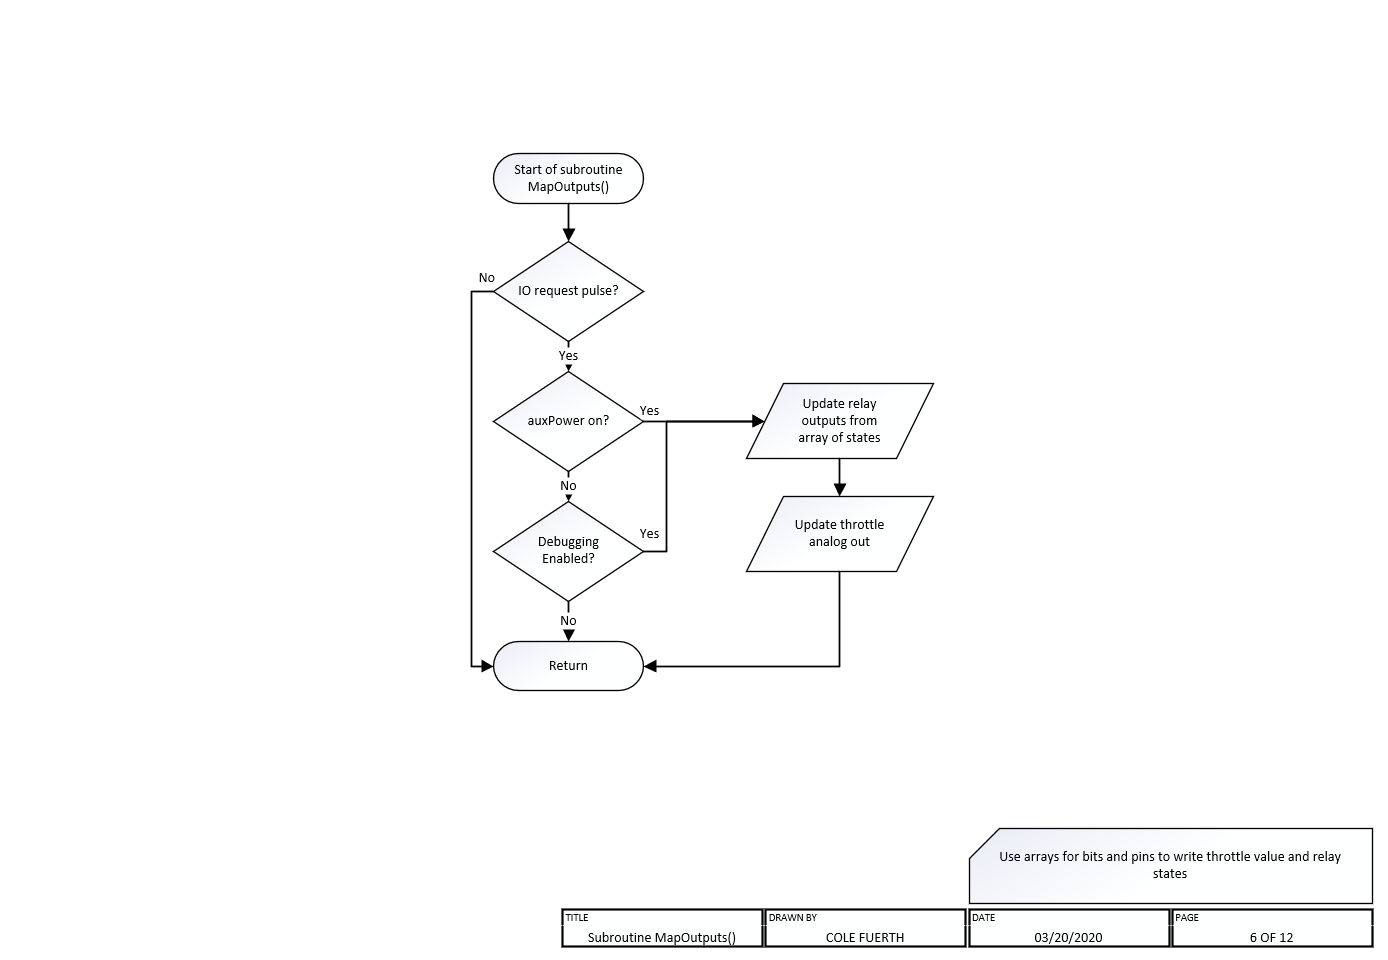 Start of subroutine
MapOutputs()
No
IO request pulse?
Yes
auxPower on?
Yes
Update relay
outputs from
array of states
No
Debugging
Enabled?
Yes
Update throttle
analog out
No
Return
Use arrays for bits and pins to write throttle value and relay
states
TITLE
Subroutine MapOutputs()
DRAWN BY
COLE FUERTH
DATE
03/20/2020
PAGE
6 OF 12